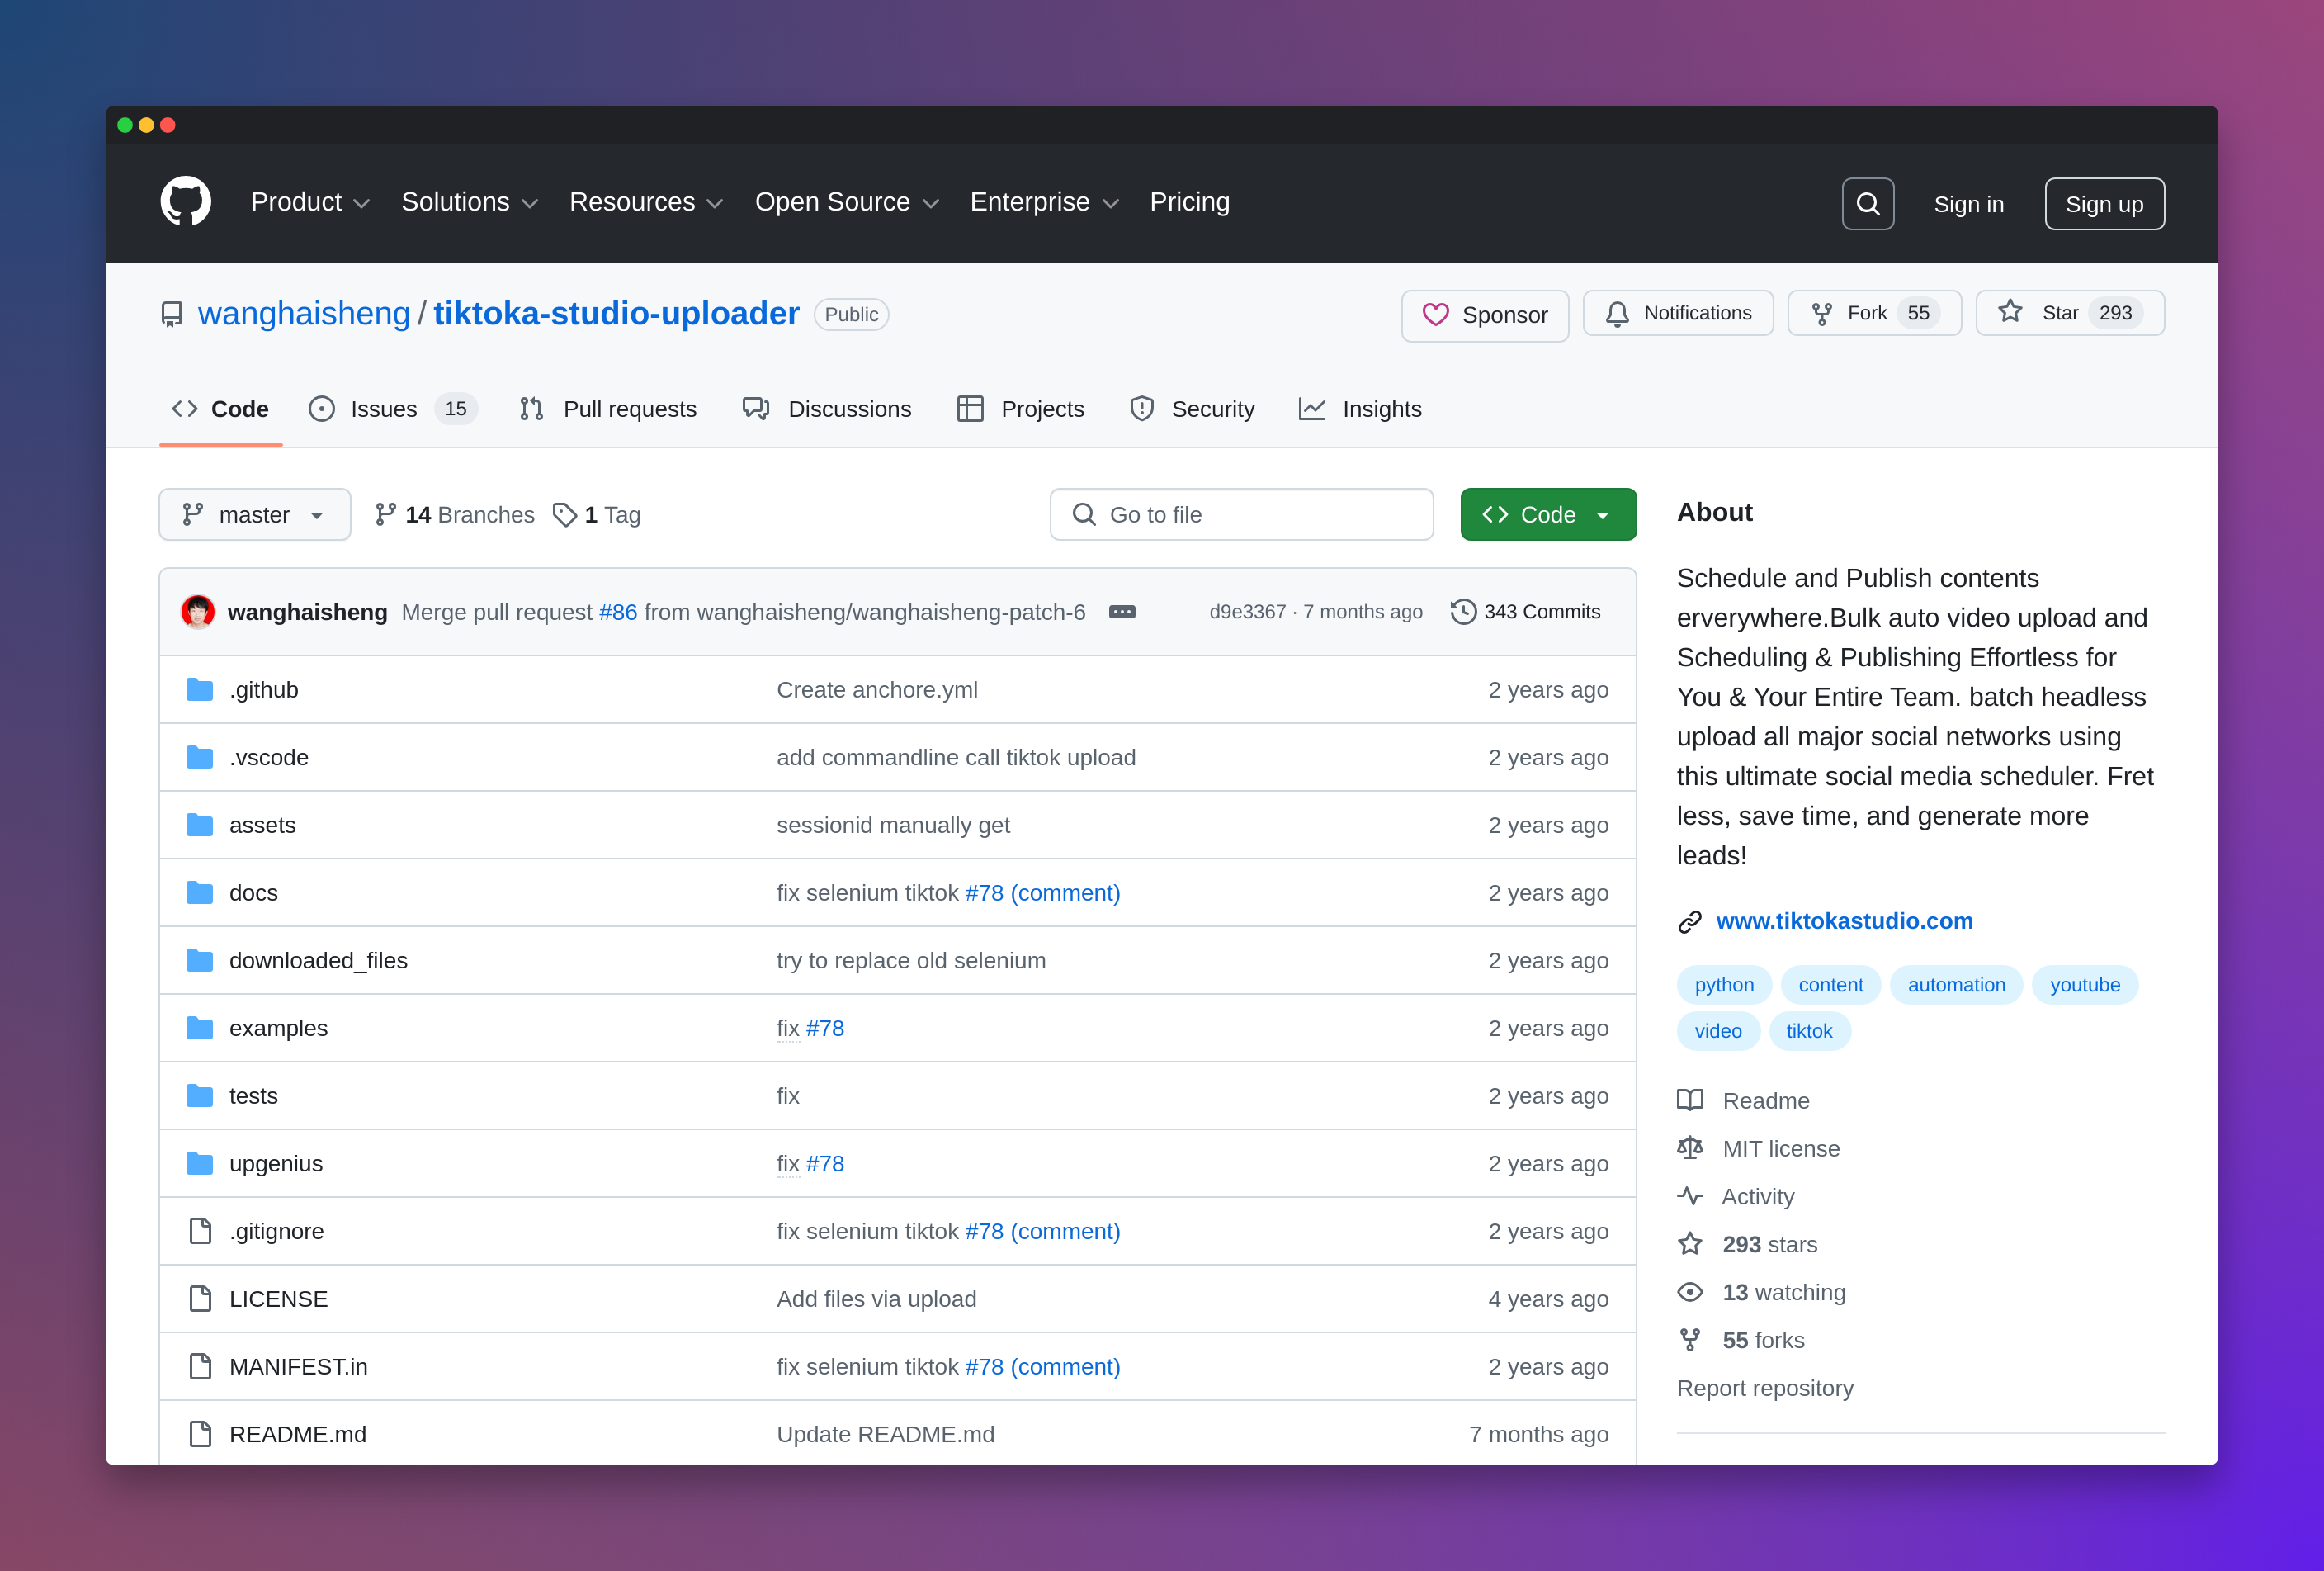 Product Solutions Resources Open Source Enterprise Pricing Sign in Sign up
wanghaisheng / tiktoka-studio-uploader Public Sponsor Notifications Fork 55 Star 293
Code Issues 15 Pull requests Discussions Projects Security Insights
master 14 Branches 1 Tag Go to file Code
wanghaisheng Merge pull request #86 from wanghaisheng/wanghaisheng-patch-6 d9e3367 · 7 months ago 343 Commits
.github Create anchore.yml 2 years ago
.vscode add commandline call tiktok upload 2 years ago
assets sessionid manually get 2 years ago
docs fix selenium tiktok #78 (comment) 2 years ago
downloaded_files try to replace old selenium 2 years ago
examples fix #78 2 years ago
tests fix 2 years ago
upgenius fix #78 2 years ago
.gitignore fix selenium tiktok #78 (comment) 2 years ago
LICENSE Add files via upload 4 years ago
MANIFEST.in fix selenium tiktok #78 (comment) 2 years ago
README.md Update README.md 7 months ago
About
Schedule and Publish contents
erverywhere.Bulk auto video upload and
Scheduling & Publishing Effortless for
You & Your Entire Team. batch headless
upload all major social networks using
this ultimate social media scheduler. Fret
less, save time, and generate more
leads!
www.tiktokastudio.com
python content automation youtube
video tiktok
Readme
MIT license
Activity
293 stars
13 watching
55 forks
Report repository